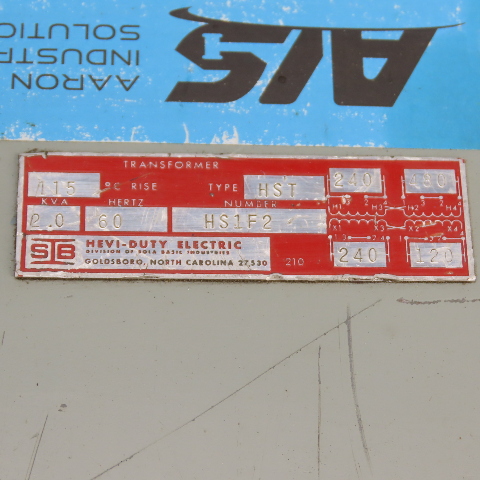 AARON
INDUSTR
SOLUTIO
AIS
TRANSFORMER
115 °C RISE TYPE HST 240 480
KVA HERTZ NUMBER
2.0 60 HS1F2
H1 H3 H2 H4
X1 X3 X2 X4
SB HEVI-DUTY ELECTRIC
DIVISION OF SOLA BASIC INDUSTRIES
GOLDSBORO, NORTH CAROLINA 27530 210 240 120